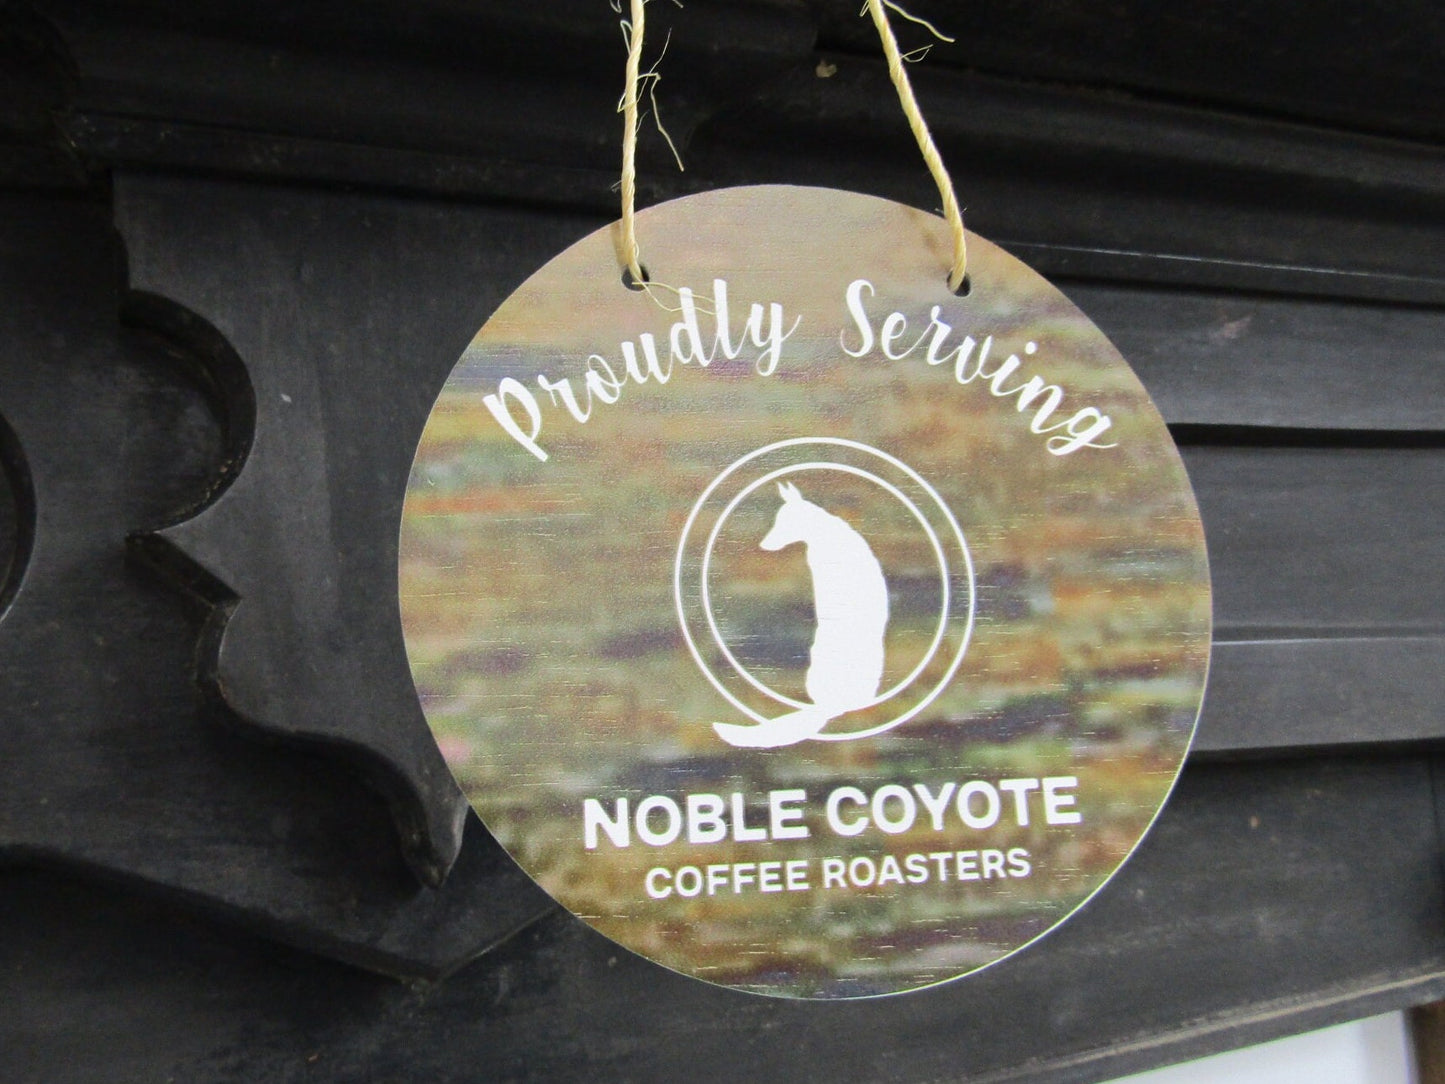 Proudly Serving
NOBLE COYOTE
COFFEE ROASTERS